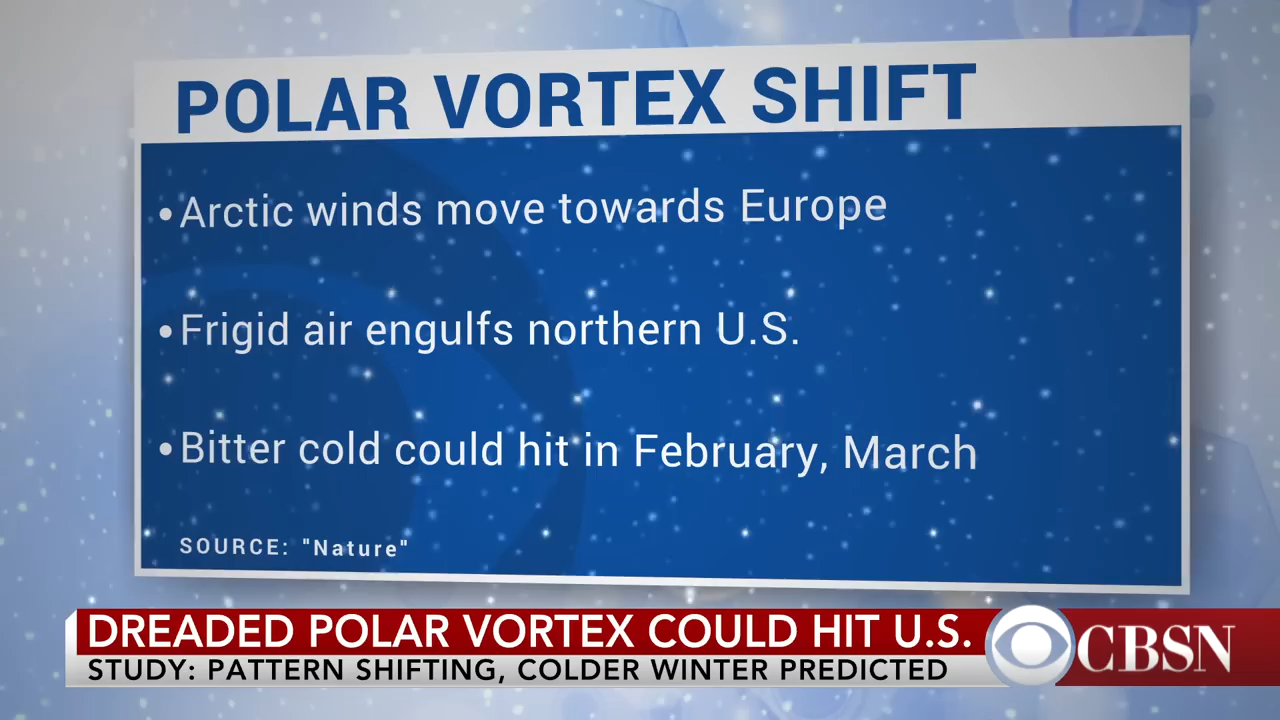 POLAR VORTEX SHIFT
•Arctic winds move towards Europe
•Frigid air engulfs northern U.S.
•Bitter cold could hit in February, March
SOURCE: "Nature"
DREADED POLAR VORTEX COULD HIT U.S.
STUDY: PATTERN SHIFTING, COLDER WINTER PREDICTED
CBSN